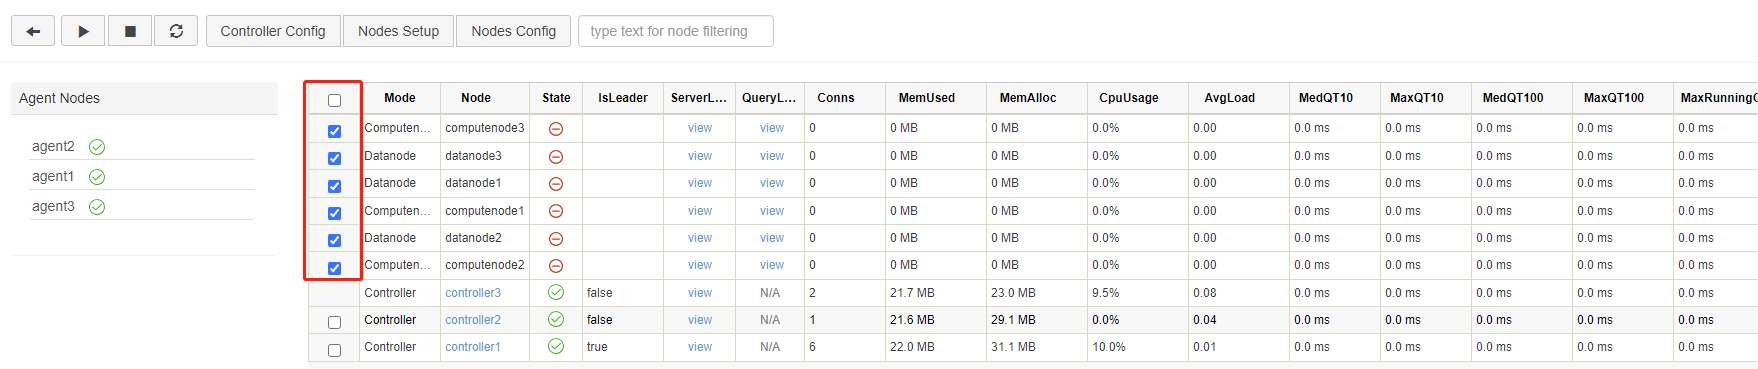 Controller Config Nodes Setup Nodes Config type text for node filtering
Agent Nodes
agent2
agent1
agent3
Mode Node State IsLeader ServerL... QueryL... Conns MemUsed MemAlloc CpuUsage AvgLoad MedQT10 MaxQT10 MedQT100 MaxQT100 MaxRunningQ
Computen... computenode3 view view 0 0 MB 0 MB 0.0% 0.00 0.0 ms 0.0 ms 0.0 ms 0.0 ms 0.0 ms
Datanode datanode3 view view 0 0 MB 0 MB 0.0% 0.00 0.0 ms 0.0 ms 0.0 ms 0.0 ms 0.0 ms
Datanode datanode1 view view 0 0 MB 0 MB 0.0% 0.00 0.0 ms 0.0 ms 0.0 ms 0.0 ms 0.0 ms
Computen... computenode1 view view 0 0 MB 0 MB 0.0% 0.00 0.0 ms 0.0 ms 0.0 ms 0.0 ms 0.0 ms
Datanode datanode2 view view 0 0 MB 0 MB 0.0% 0.00 0.0 ms 0.0 ms 0.0 ms 0.0 ms 0.0 ms
Computen... computenode2 view view 0 0 MB 0 MB 0.0% 0.00 0.0 ms 0.0 ms 0.0 ms 0.0 ms 0.0 ms
Controller controller3 false view N/A 2 21.7 MB 23.0 MB 9.5% 0.08 0.0 ms 0.0 ms 0.0 ms 0.0 ms 0.0 ms
Controller controller2 false view N/A 1 21.6 MB 29.1 MB 0.0% 0.04 0.0 ms 0.0 ms 0.0 ms 0.0 ms 0.0 ms
Controller controller1 true view N/A 6 22.0 MB 31.1 MB 10.0% 0.01 0.0 ms 0.0 ms 0.0 ms 0.0 ms 0.0 ms